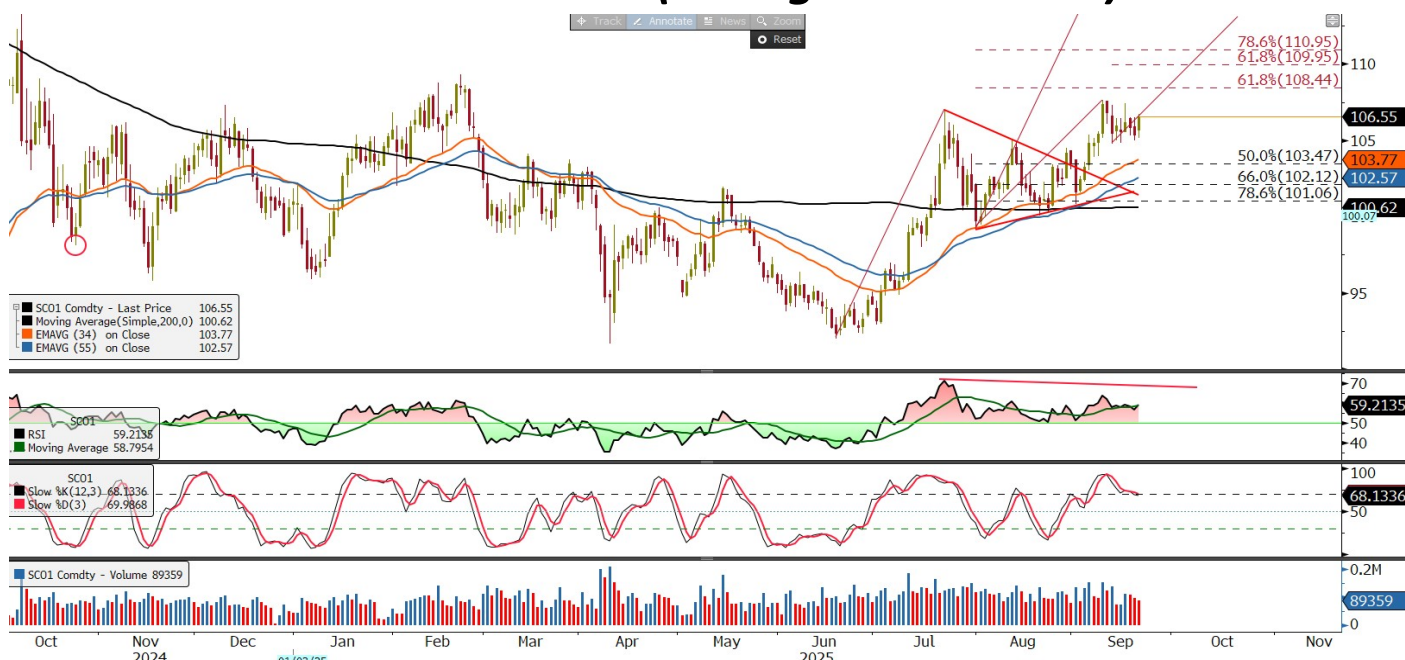 Track Annotate News Zoom
Reset
78.6%(110.95)
61.8%(109.95)
61.8%(108.44)
50.0%(103.47)
66.0%(102.12)
78.6%(101.06)
110
106.55
105
103.77
102.57
100.62
100.07
95
SCO1 Comdty - Last Price 106.55
Moving Average(Simple,200,0) 100.62
EMAVG (34) on Close 103.77
EMAVG (55) on Close 102.57
70
59.2135
50
40
SCO1
RSI 59.2135
Moving Average 58.7954
100
68.1336
50
SCO1
Slow %K(12,3) 68.1336
Slow %D(3) 69.9868
SCO1 Comdty - Volume 89359
0.2M
89359
0
Oct Nov Dec Jan Feb Mar Apr May Jun Jul Aug Sep Oct Nov
2024 2025